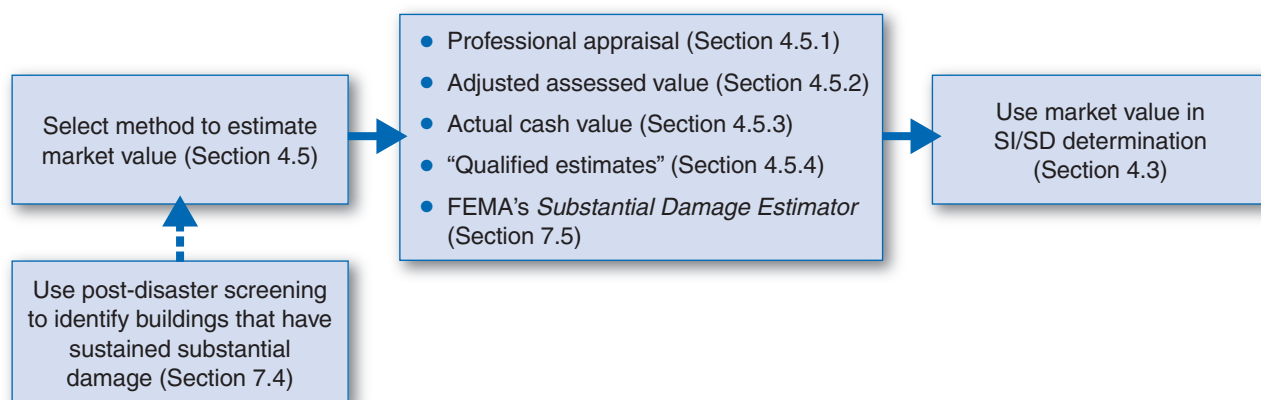 Select method to estimate
market value (Section 4.5)
Use post-disaster screening
to identify buildings that have
sustained substantial
damage (Section 7.4)
• Professional appraisal (Section 4.5.1)
• Adjusted assessed value (Section 4.5.2)
• Actual cash value (Section 4.5.3)
• “Qualified estimates” (Section 4.5.4)
• FEMA’s Substantial Damage Estimator
(Section 7.5)
Use market value in
SI/SD determination
(Section 4.3)